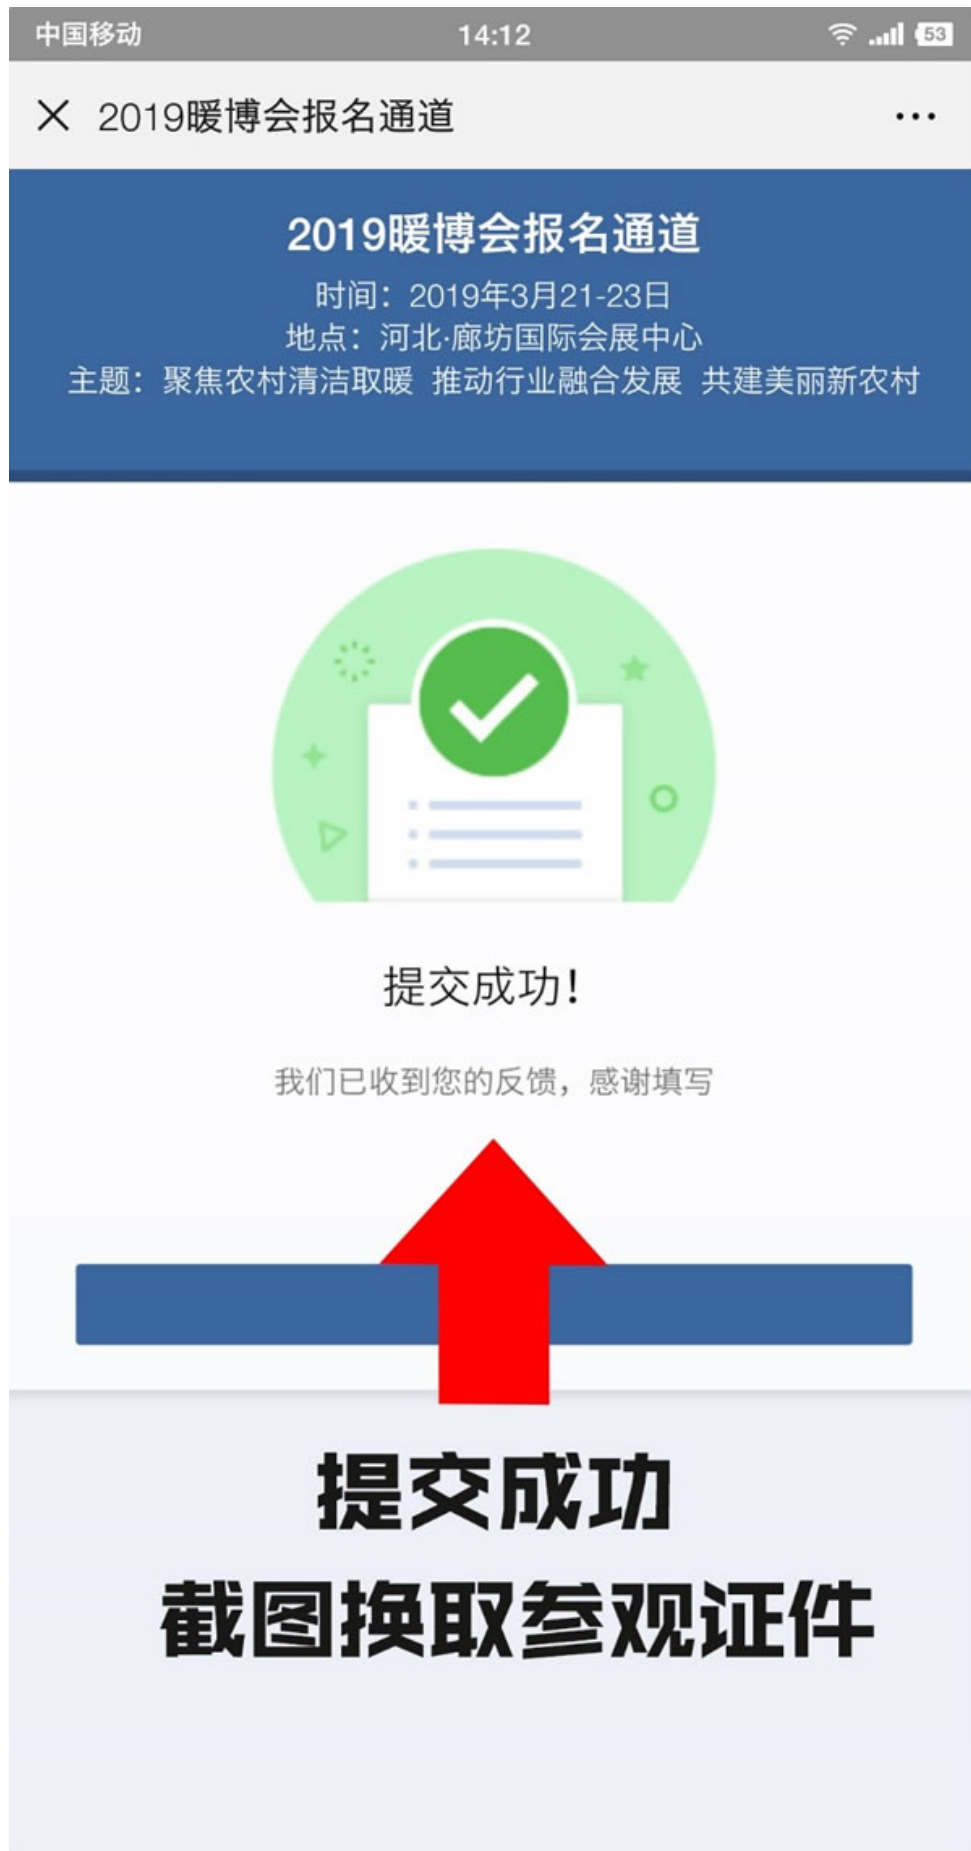 中国移动 14:12 53
2019暖博会报名通道
2019暖博会报名通道
时间：2019年3月21-23日
地点：河北·廊坊国际会展中心
主题：聚焦农村清洁取暖 推动行业融合发展 共建美丽新农村
提交成功！
我们已收到您的反馈，感谢填写
提交成功
截图换取参观证件